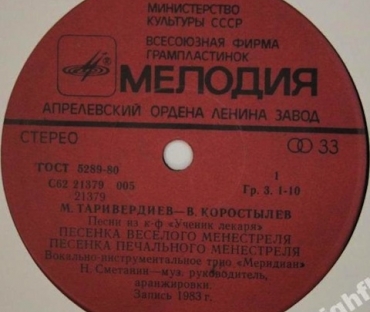 МИНИСТЕРСТВО
КУЛЬТУРЫ СССР
ВСЕСОЮЗНАЯ ФИРМА
ГРАМПЛАСТИНОК
МЕЛОДИЯ
АПРЕЛЕВСКИЙ ОРДЕНА ЛЕНИНА ЗАВОД
СТЕРЕО
33
ГОСТ 5289-80
1
С62 21379 005
Гр. 3. 1-10
21379
М. ТАРИВЕРДИЕВ—В. КОРОСТЫЛЕВ
Песни из к-ф «Ученик лекаря»
ПЕСЕНКА ВЕСЕЛОГО МЕНЕСТРЕЛЯ
ПЕСЕНКА ПЕЧАЛЬНОГО МЕНЕСТРЕЛЯ
Вокально-инструментальное трио «Меридиан»
Н. Сметанин—муз. руководитель,
аранжировки
Запись 1983 г.